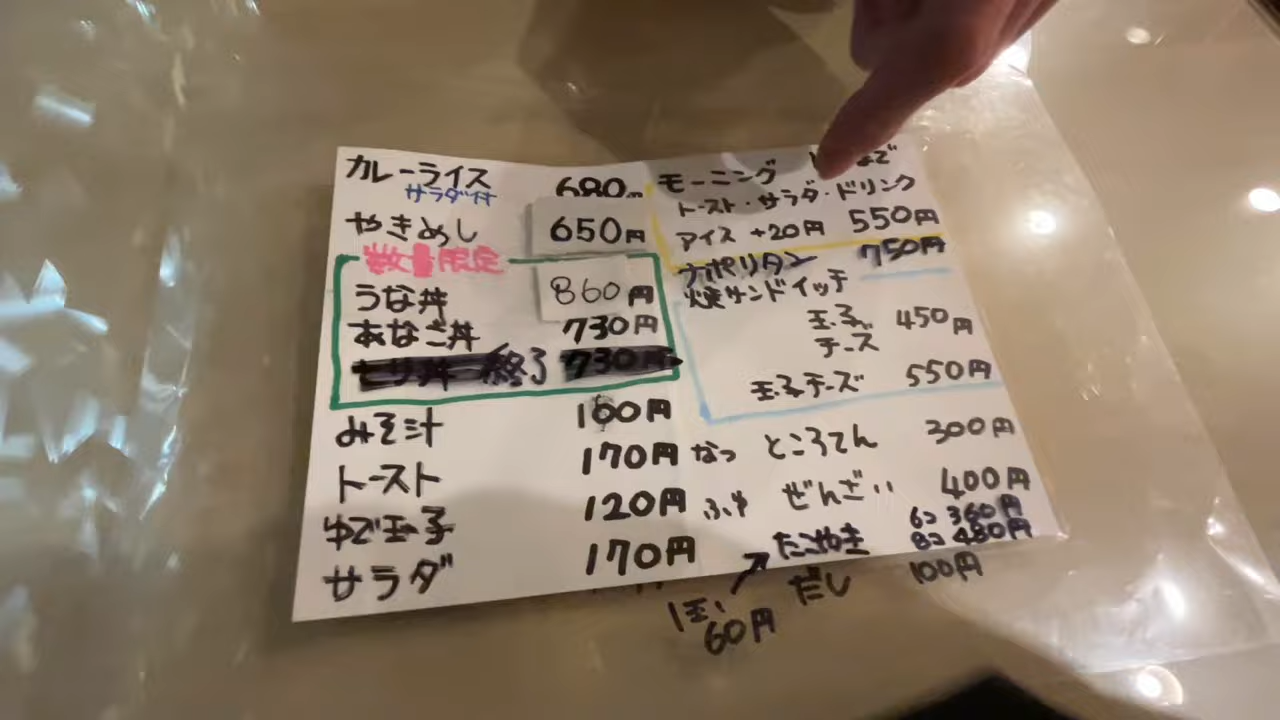 カレーライス 680円
サラダ付
やきめし 650円
数量限定
うな丼 860円
あなご丼 730円
トリ丼 終了 730円
みそ汁 100円
トースト 170円
ゆで玉子 120円
サラダ 170円
モーニング まで
トースト・サラダ・ドリンク
アイス +20円 550円
ナポリタン 750円
焼サンドイッチ
玉子 450円
チーズ
玉子チーズ 550円
なつ ところてん 300円
ふゆ ぜんざい 400円
たこやき 6コ 360円
8コ 480円
だし 100円
60円